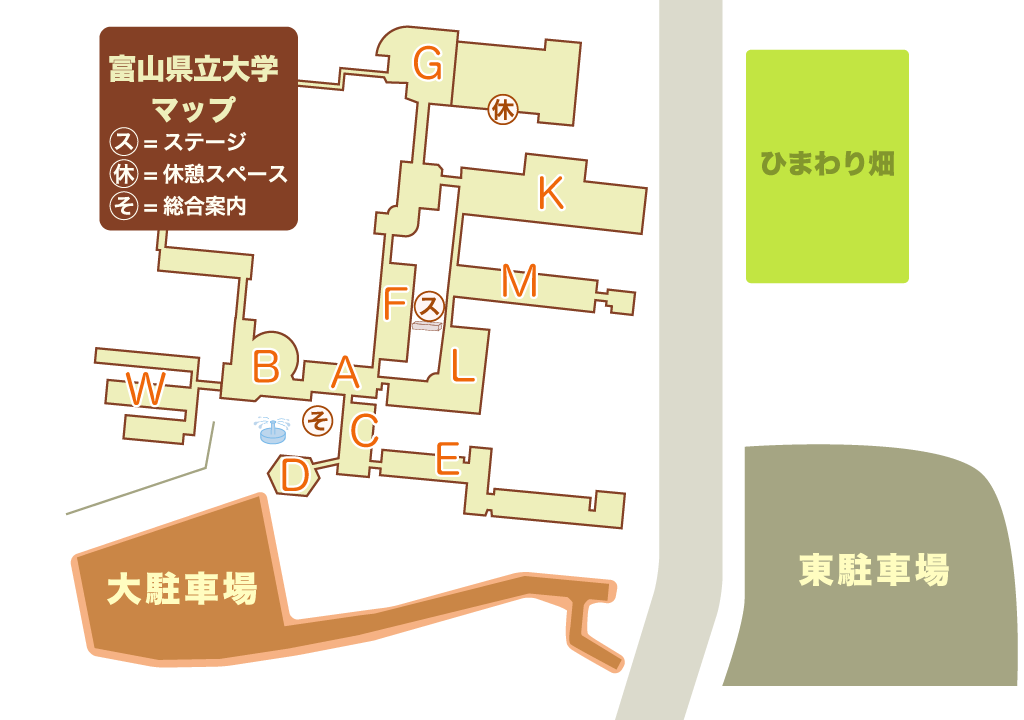 富山県立大学
マップ
ス = ステージ
休 = 休憩スペース
そ = 総合案内
G
休
K
ひまわり畑
M
F
ス
B
A
L
W
そ
C
D
E
大駐車場
東駐車場